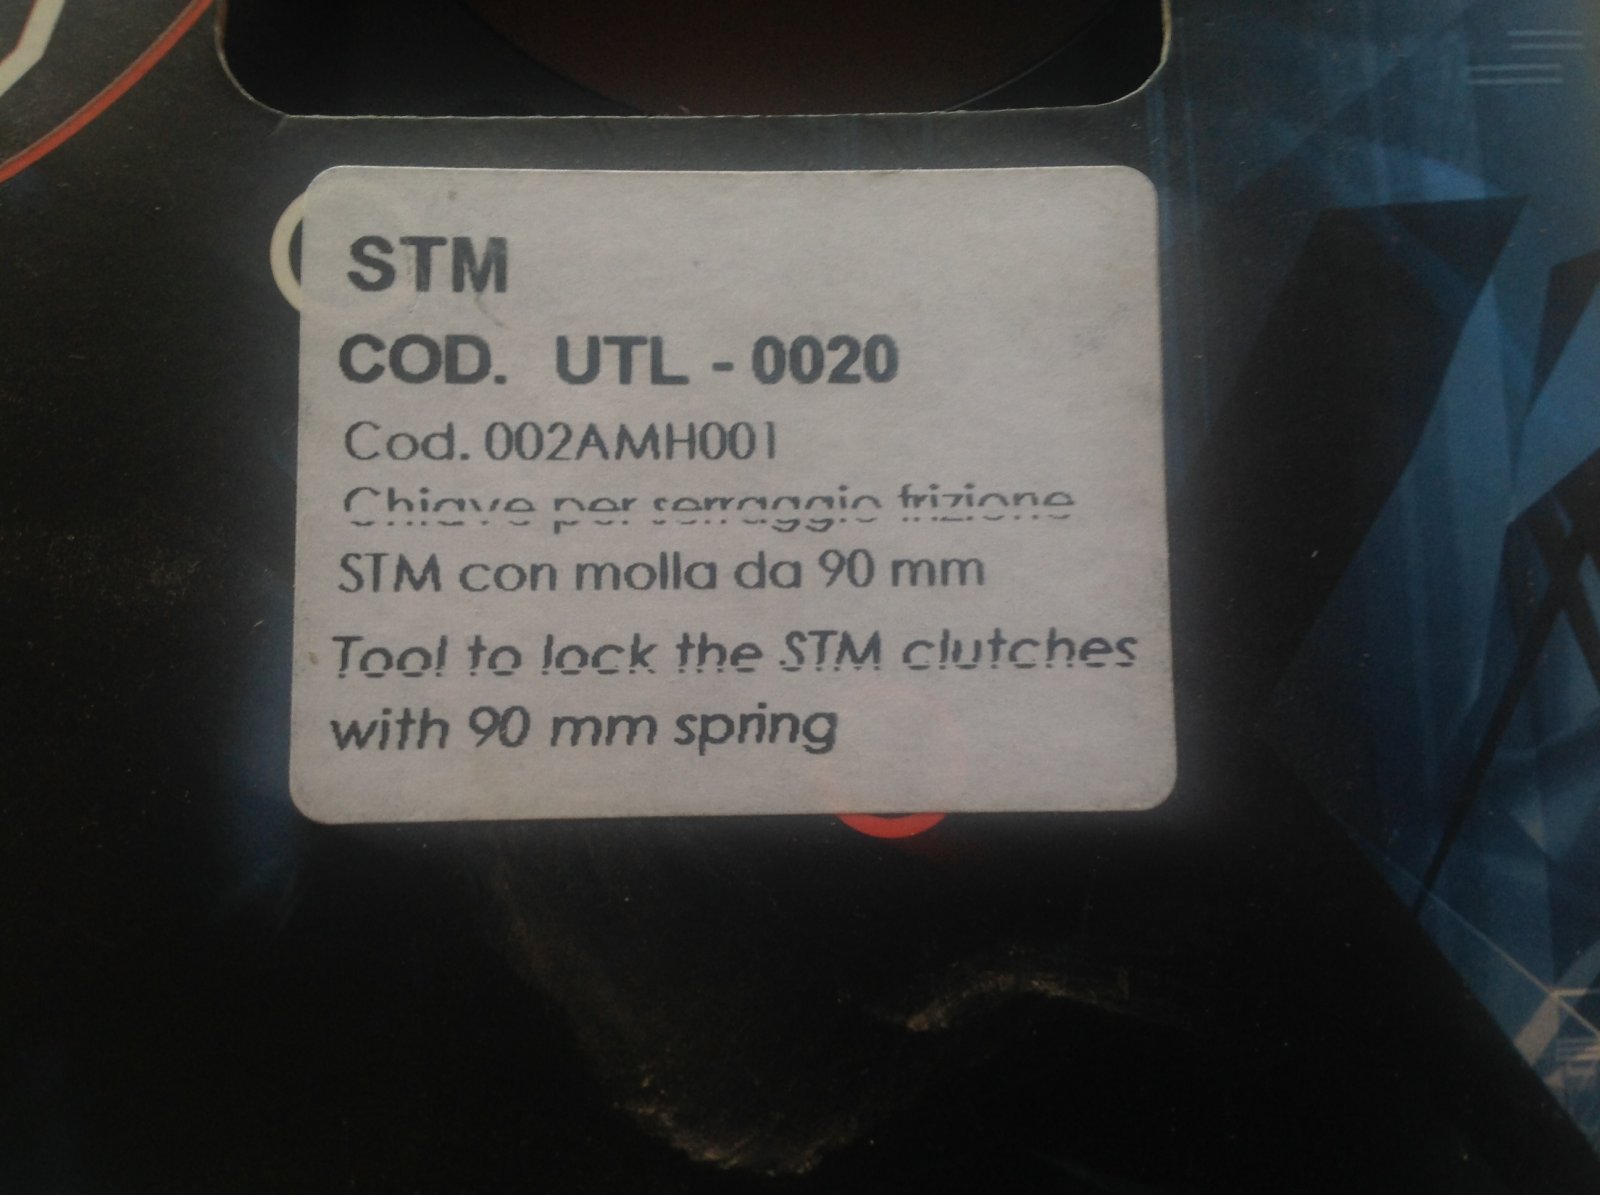 STM
COD. UTL - 0020
Cod. 002AMH001
Chiave per serraggio frizione
STM con molla da 90 mm
Tool to lock the STM clutches
with 90 mm spring